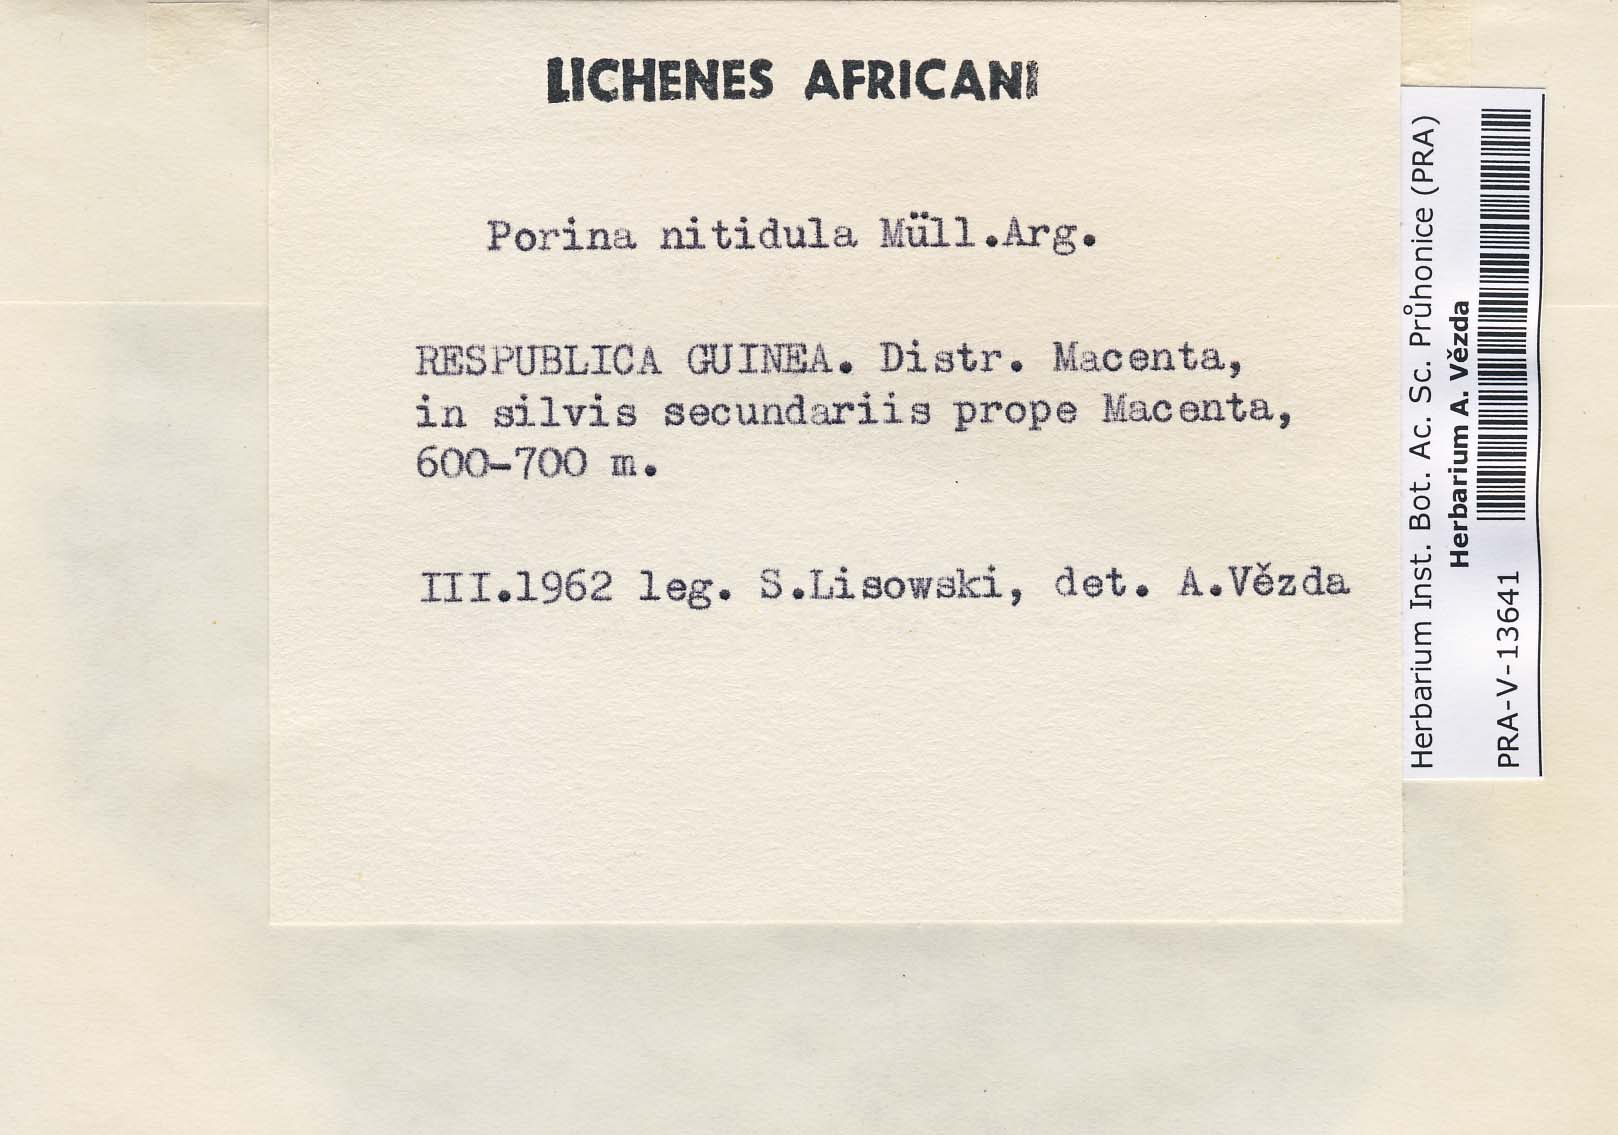 LICHENES AFRICANI
Porina nitidula Müll.Arg.
RESPUBLICA GUINEA. Distr. Macenta,
in silvis secundariis prope Macenta,
600-700 m.
III.1962 leg. S.Lisowski, det. A.Vězda
Herbarium Inst. Bot. Ac. Sc. Průhonice (PRA)
Herbarium A. Vězda
PRA-V-13641